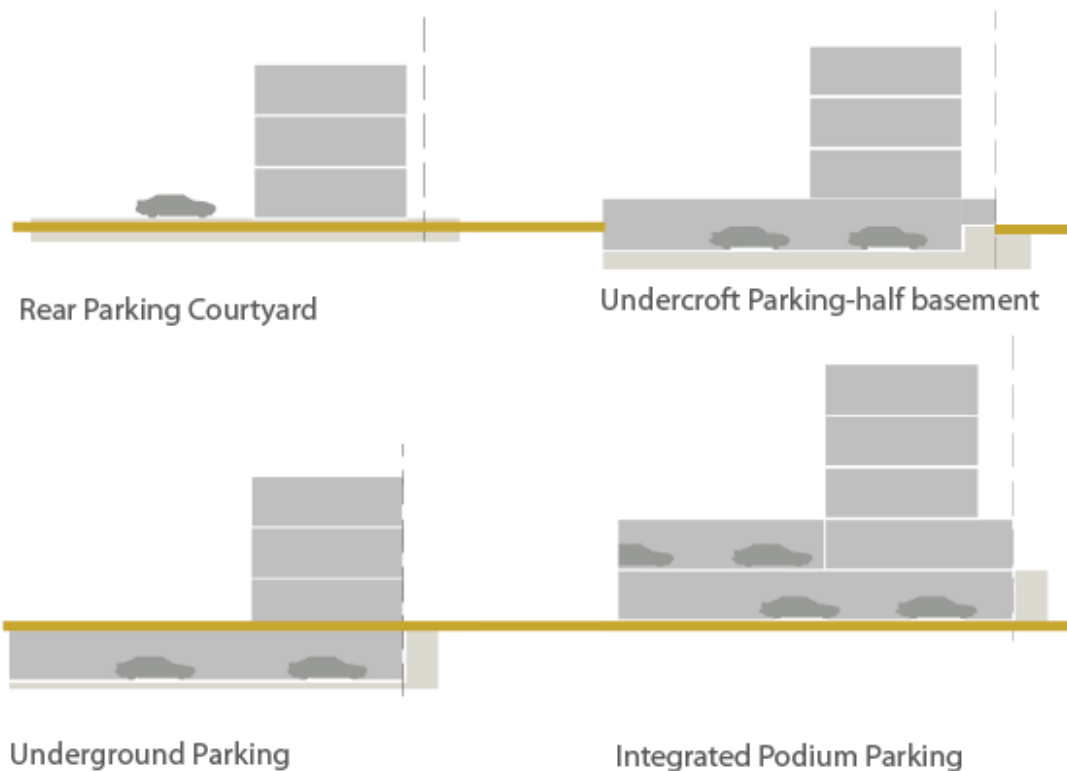 Rear Parking Courtyard
Undercroft Parking-half basement
Underground Parking
Integrated Podium Parking